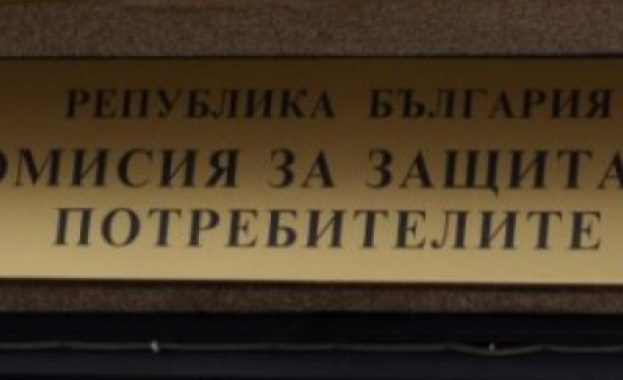 РЕПУБЛИКА БЪЛГАРИЯ
ОМИСИЯ ЗА ЗАЩИТА
ПОТРЕБИТЕЛИТЕ